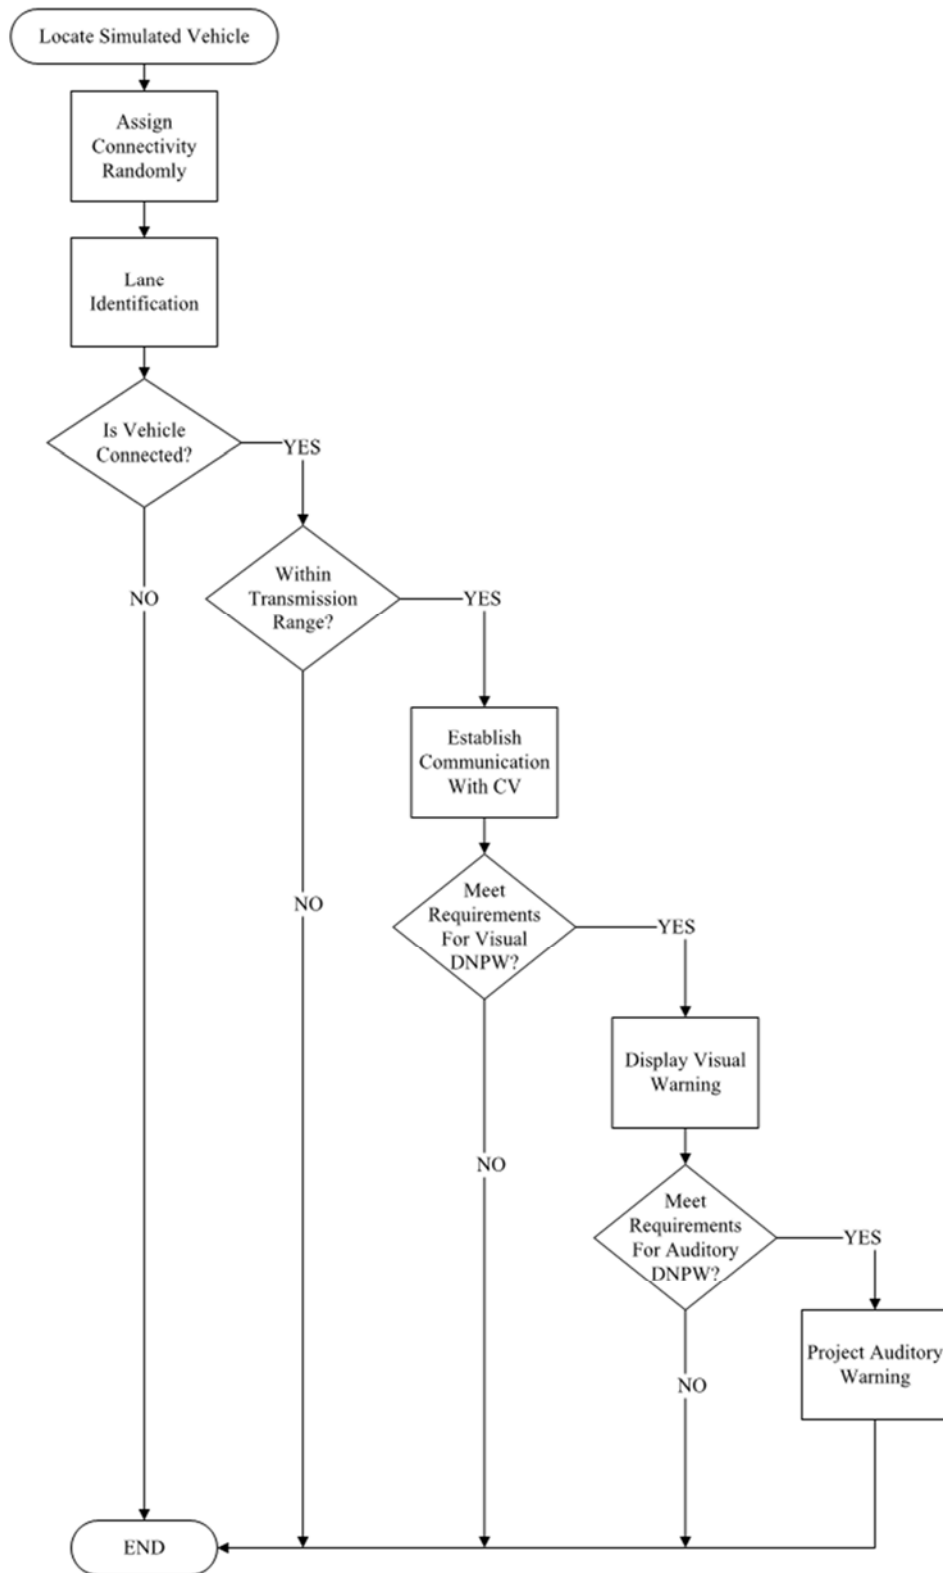 Locate Simulated Vehicle
Assign
Connectivity
Randomly
Lane
Identification
Is Vehicle
Connected?
YES
NO
Within
Transmission
Range?
YES
NO
Establish
Communication
With CV
Meet
Requirements
For Visual
DNPW?
YES
NO
Display Visual
Warning
Meet
Requirements
For Auditory
DNPW?
YES
NO
Project Auditory
Warning
END